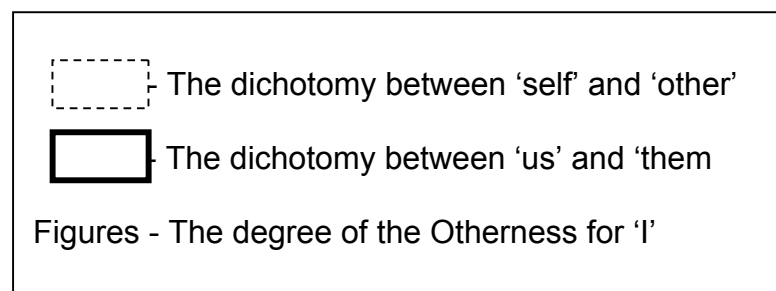 - The dichotomy between ‘self’ and ‘other’
- The dichotomy between ‘us’ and ‘them
Figures - The degree of the Otherness for ‘I’